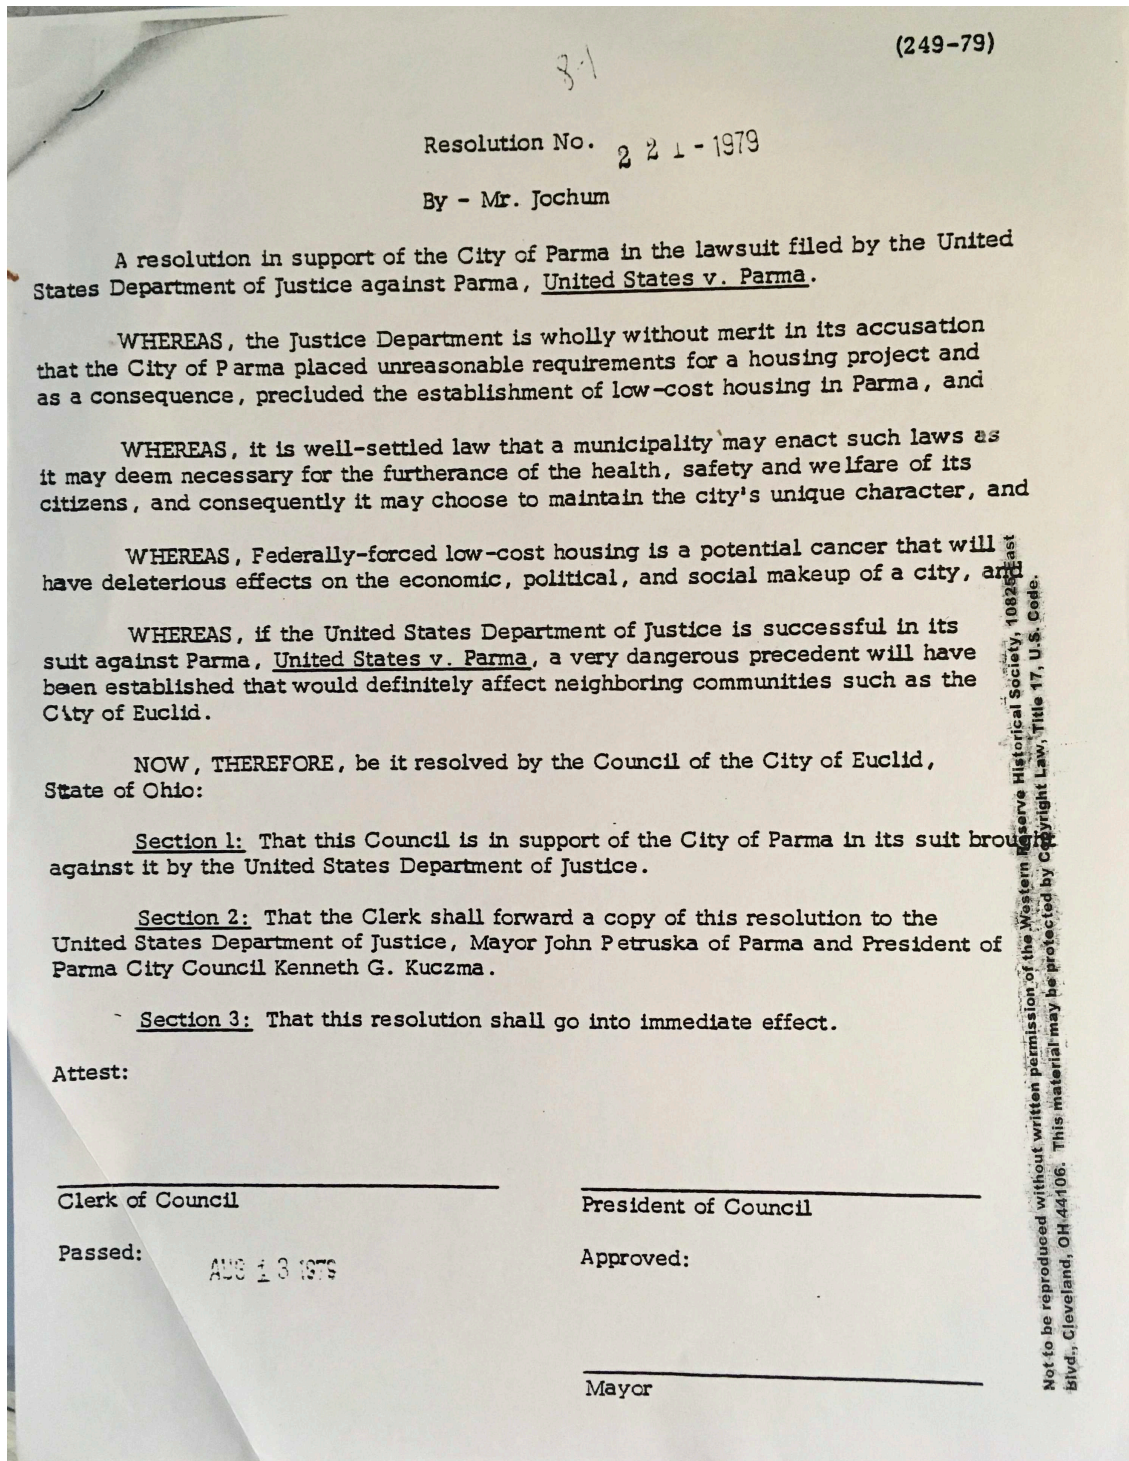 (249-79)
8-1
Resolution No. 221-1979
By - Mr. Jochum
A resolution in support of the City of Parma in the lawsuit filed by the United
States Department of Justice against Parma, United States v. Parma.
WHEREAS, the Justice Department is wholly without merit in its accusation
that the City of Parma placed unreasonable requirements for a housing project and
as a consequence, precluded the establishment of low-cost housing in Parma, and
WHEREAS, it is well-settled law that a municipality may enact such laws as
it may deem necessary for the furtherance of the health, safety and welfare of its
citizens, and consequently it may choose to maintain the city's unique character, and
WHEREAS, Federally-forced low-cost housing is a potential cancer that will
have deleterious effects on the economic, political, and social makeup of a city, and
WHEREAS, if the United States Department of Justice is successful in its
suit against Parma, United States v. Parma, a very dangerous precedent will have
been established that would definitely affect neighboring communities such as the
City of Euclid.
NOW, THEREFORE, be it resolved by the Council of the City of Euclid,
State of Ohio:
Section 1: That this Council is in support of the City of Parma in its suit brought
against it by the United States Department of Justice.
Section 2: That the Clerk shall forward a copy of this resolution to the
United States Department of Justice, Mayor John Petruska of Parma and President of
Parma City Council Kenneth G. Kuczma.
Section 3: That this resolution shall go into immediate effect.
Attest:
Clerk of Council
President of Council
Passed: AUG 13 1979
Approved:
Mayor
Not to be reproduced without written permission of the Western Reserve Historical Society, 10825 East
Blvd., Cleveland, OH 44106. This material may be protected by Copyright Law, Title 17, U.S. Code.